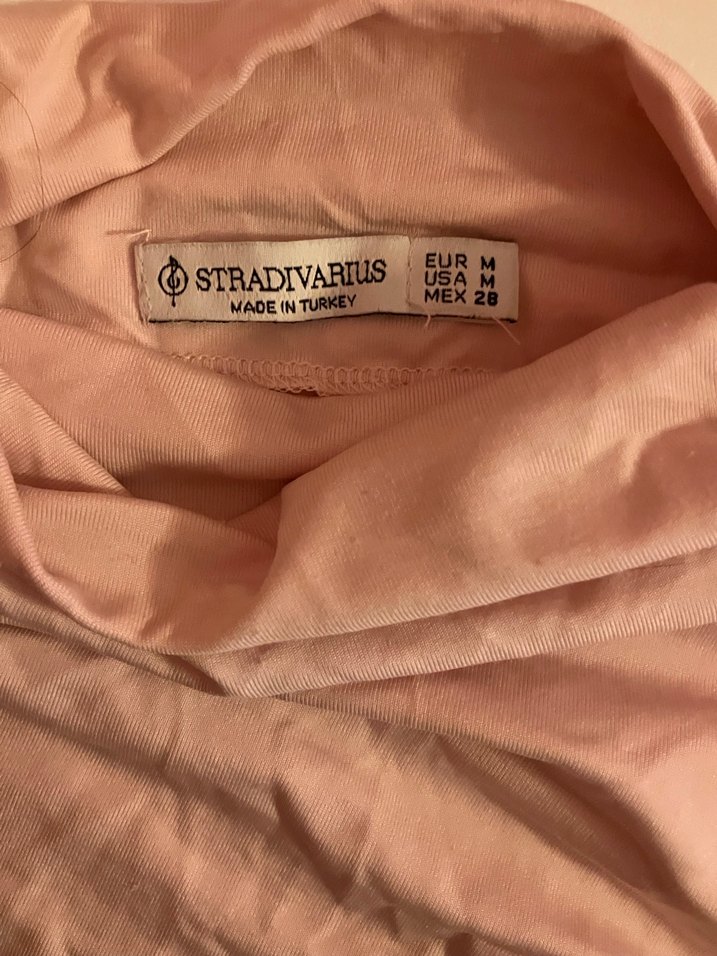 STRADIVARIUS
MADE IN TURKEY
EUR M
USA M
MEX 28